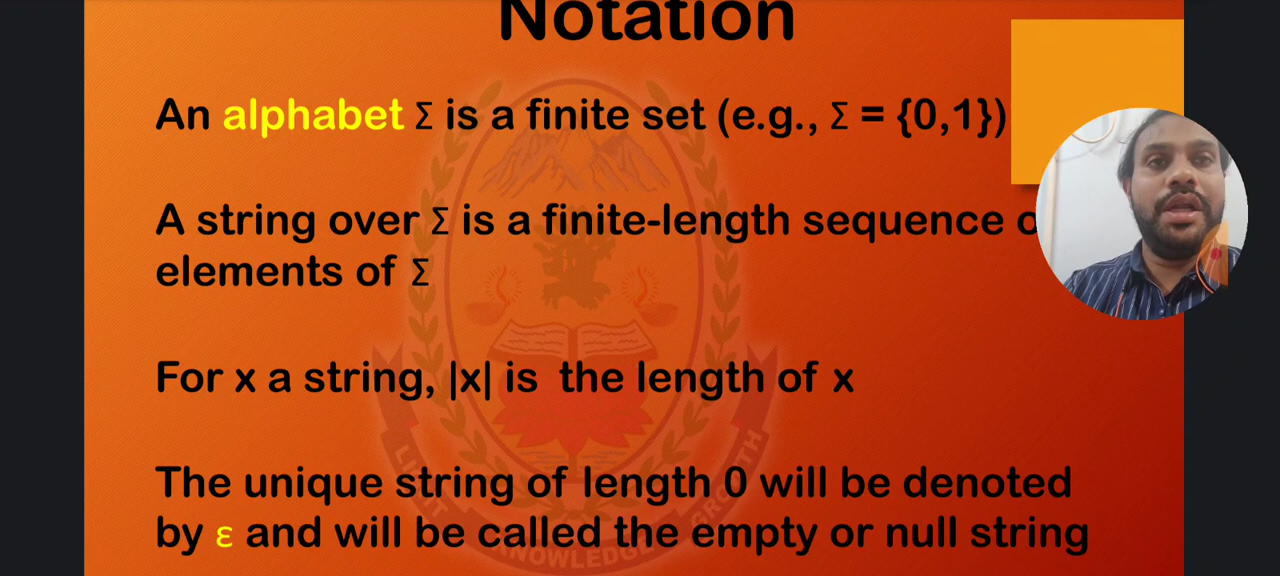 Notation
An alphabet Σ is a finite set (e.g., Σ = {0,1})
A string over Σ is a finite-length sequence
elements of Σ
For x a string, |x| is the length of x
The unique string of length 0 will be denoted
by ε and will be called the empty or null string
KNOWLEDGE